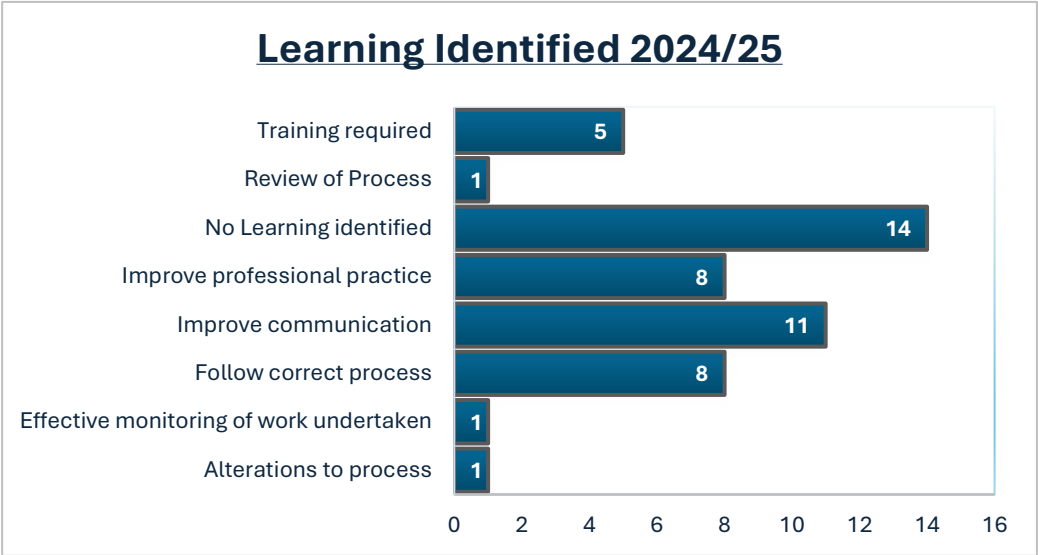 Learning Identified 2024/25
Training required 5
Review of Process 1
No Learning identified 14
Improve professional practice 8
Improve communication 11
Follow correct process 8
Effective monitoring of work undertaken 1
Alterations to process 1
0 2 4 6 8 10 12 14 16